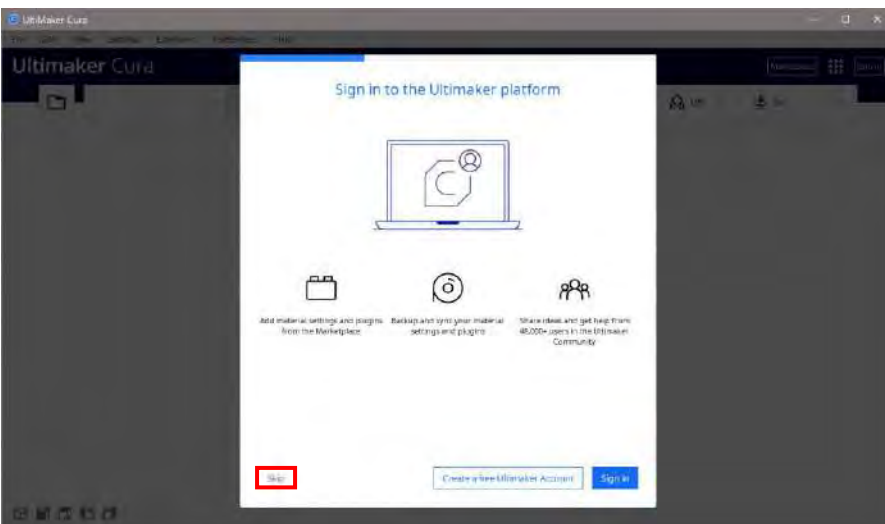 UltiMaker Cura
Ultimaker Cura
Sign in to the Ultimaker platform
Add material settings and plugins
from the Marketplace
Backup and sync your material
settings and plugins
Share ideas and get help from
48,000+ users in the Ultimaker
Community
Skip
Create a free Ultimaker Account
Sign in